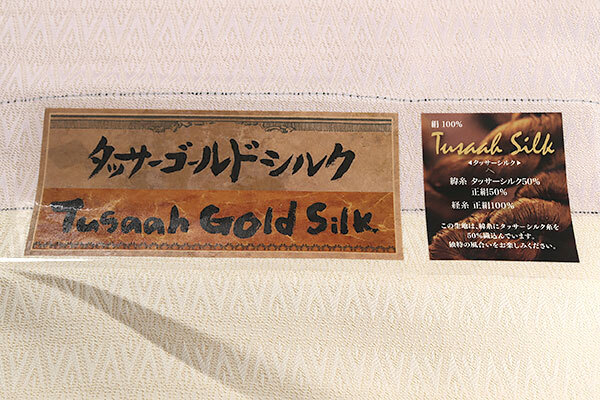 タッサーゴールドシルク
Tusaah Gold Silk
絹 100%
Tusaah Silk
◀タッサーシルク▶
緯糸 タッサーシルク50%
正絹50%
経糸 正絹100%
この生地は、緯糸にタッサーシルク糸を
50%織込んでいます。
独特の風合いをお楽しみください。